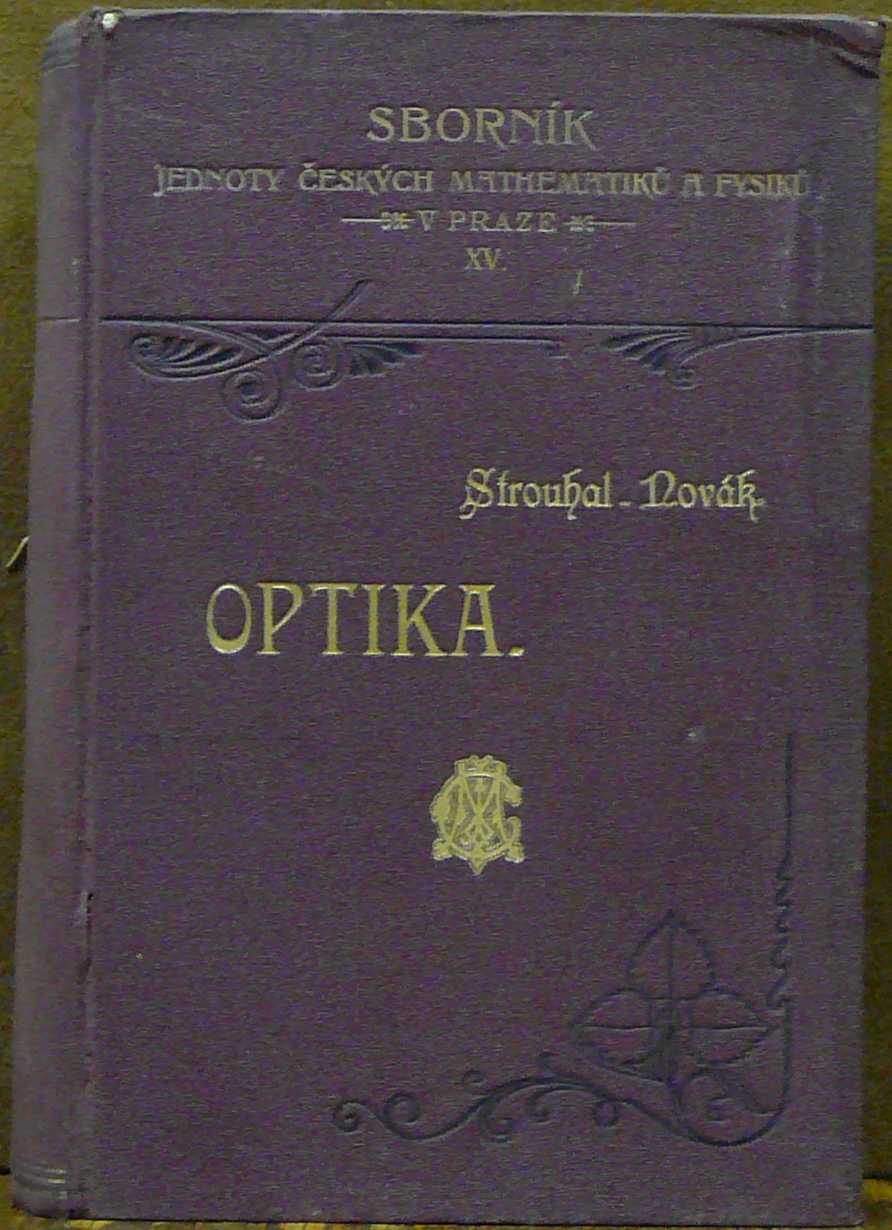 SBORNÍK
JEDNOTY ČESKÝCH MATHEMATIKŮ A FYSIKŮ
V PRAZE
XV.
Strouhal - Novák.
OPTIKA.